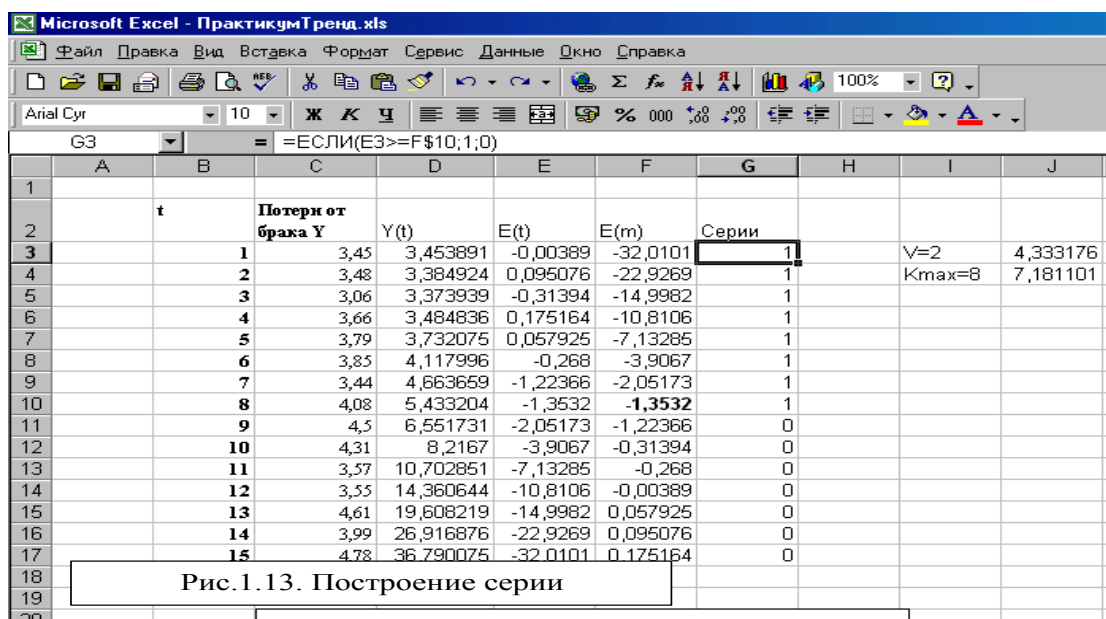 Microsoft Excel - ПрактикумТренд.xls
Файл Правка Вид Вставка Формат Сервис Данные Окно Справка
100%
Arial Cyr 10 Ж К Ч % 000
G3 = =ЕСЛИ(E3>=F$10;1;0)
A B C D E F G H I J
1
2 t Потери от брака Y Y(t) E(t) E(m) Серии
3 1 3,45 3,453891 -0,00389 -32,0101 1 V=2 4,333176
4 2 3,48 3,384924 0,095076 -22,9269 1 Kmax=8 7,181101
5 3 3,06 3,373939 -0,31394 -14,9982 1
6 4 3,66 3,484836 0,175164 -10,8106 1
7 5 3,79 3,732075 0,057925 -7,13285 1
8 6 3,85 4,117996 -0,268 -3,9067 1
9 7 3,44 4,663659 -1,22366 -2,05173 1
10 8 4,08 5,433204 -1,3532 -1,3532 1
11 9 4,5 6,551731 -2,05173 -1,22366 0
12 10 4,31 8,2167 -3,9067 -0,31394 0
13 11 3,57 10,702851 -7,13285 -0,268 0
14 12 3,55 14,360644 -10,8106 -0,00389 0
15 13 4,61 19,608219 -14,9982 0,057925 0
16 14 3,99 26,916876 -22,9269 0,095076 0
17 15 4,78 36,790075 -32,0101 0,175164 0
18
Рис.1.13. Построение серии
19